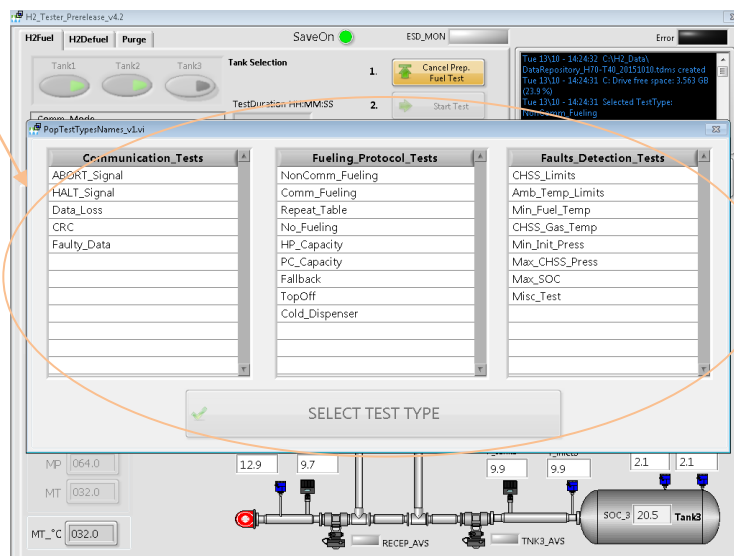 H2_Tester_Prerelease_v4.2
H2Fuel H2Defuel Purge
SaveOn
ESD_MON
Error
Tank1 Tank2 Tank3
Tank Selection
1. Cancel Prep. Fuel Test
TestDuration HH:MM:SS
2. Start Test
Comm. Mode
Tue 13\10 - 14:24:32 C:\H2_Data\
DataRepository_H70-T40_20151010.tdms created
Tue 13\10 - 14:24:31 C: Drive free space: 3.563 GB
(23.9 %)
Tue 13\10 - 14:24:31 Selected TestType:
NonComm_Fueling
PopTestTypesNames_v1.vi
Communication_Tests
ABORT_Signal
HALT_Signal
Data_Loss
CRC
Faulty_Data
Fueling_Protocol_Tests
NonComm_Fueling
Comm_Fueling
Repeat_Table
No_Fueling
HP_Capacity
PC_Capacity
Fallback
TopOff
Cold_Dispenser
Faults_Detection_Tests
CHSS_Limits
Amb_Temp_Limits
Min_Fuel_Temp
CHSS_Gas_Temp
Min_Init_Press
Max_CHSS_Press
Max_SOC
Misc_Test
SELECT TEST TYPE
MP 064.0
MT 032.0
MT_°C 032.0
12.9 9.7
9.9 9.9
2.1 2.1
SOC_3 20.5 Tank3
RECEP_AVS
TNK3_AVS